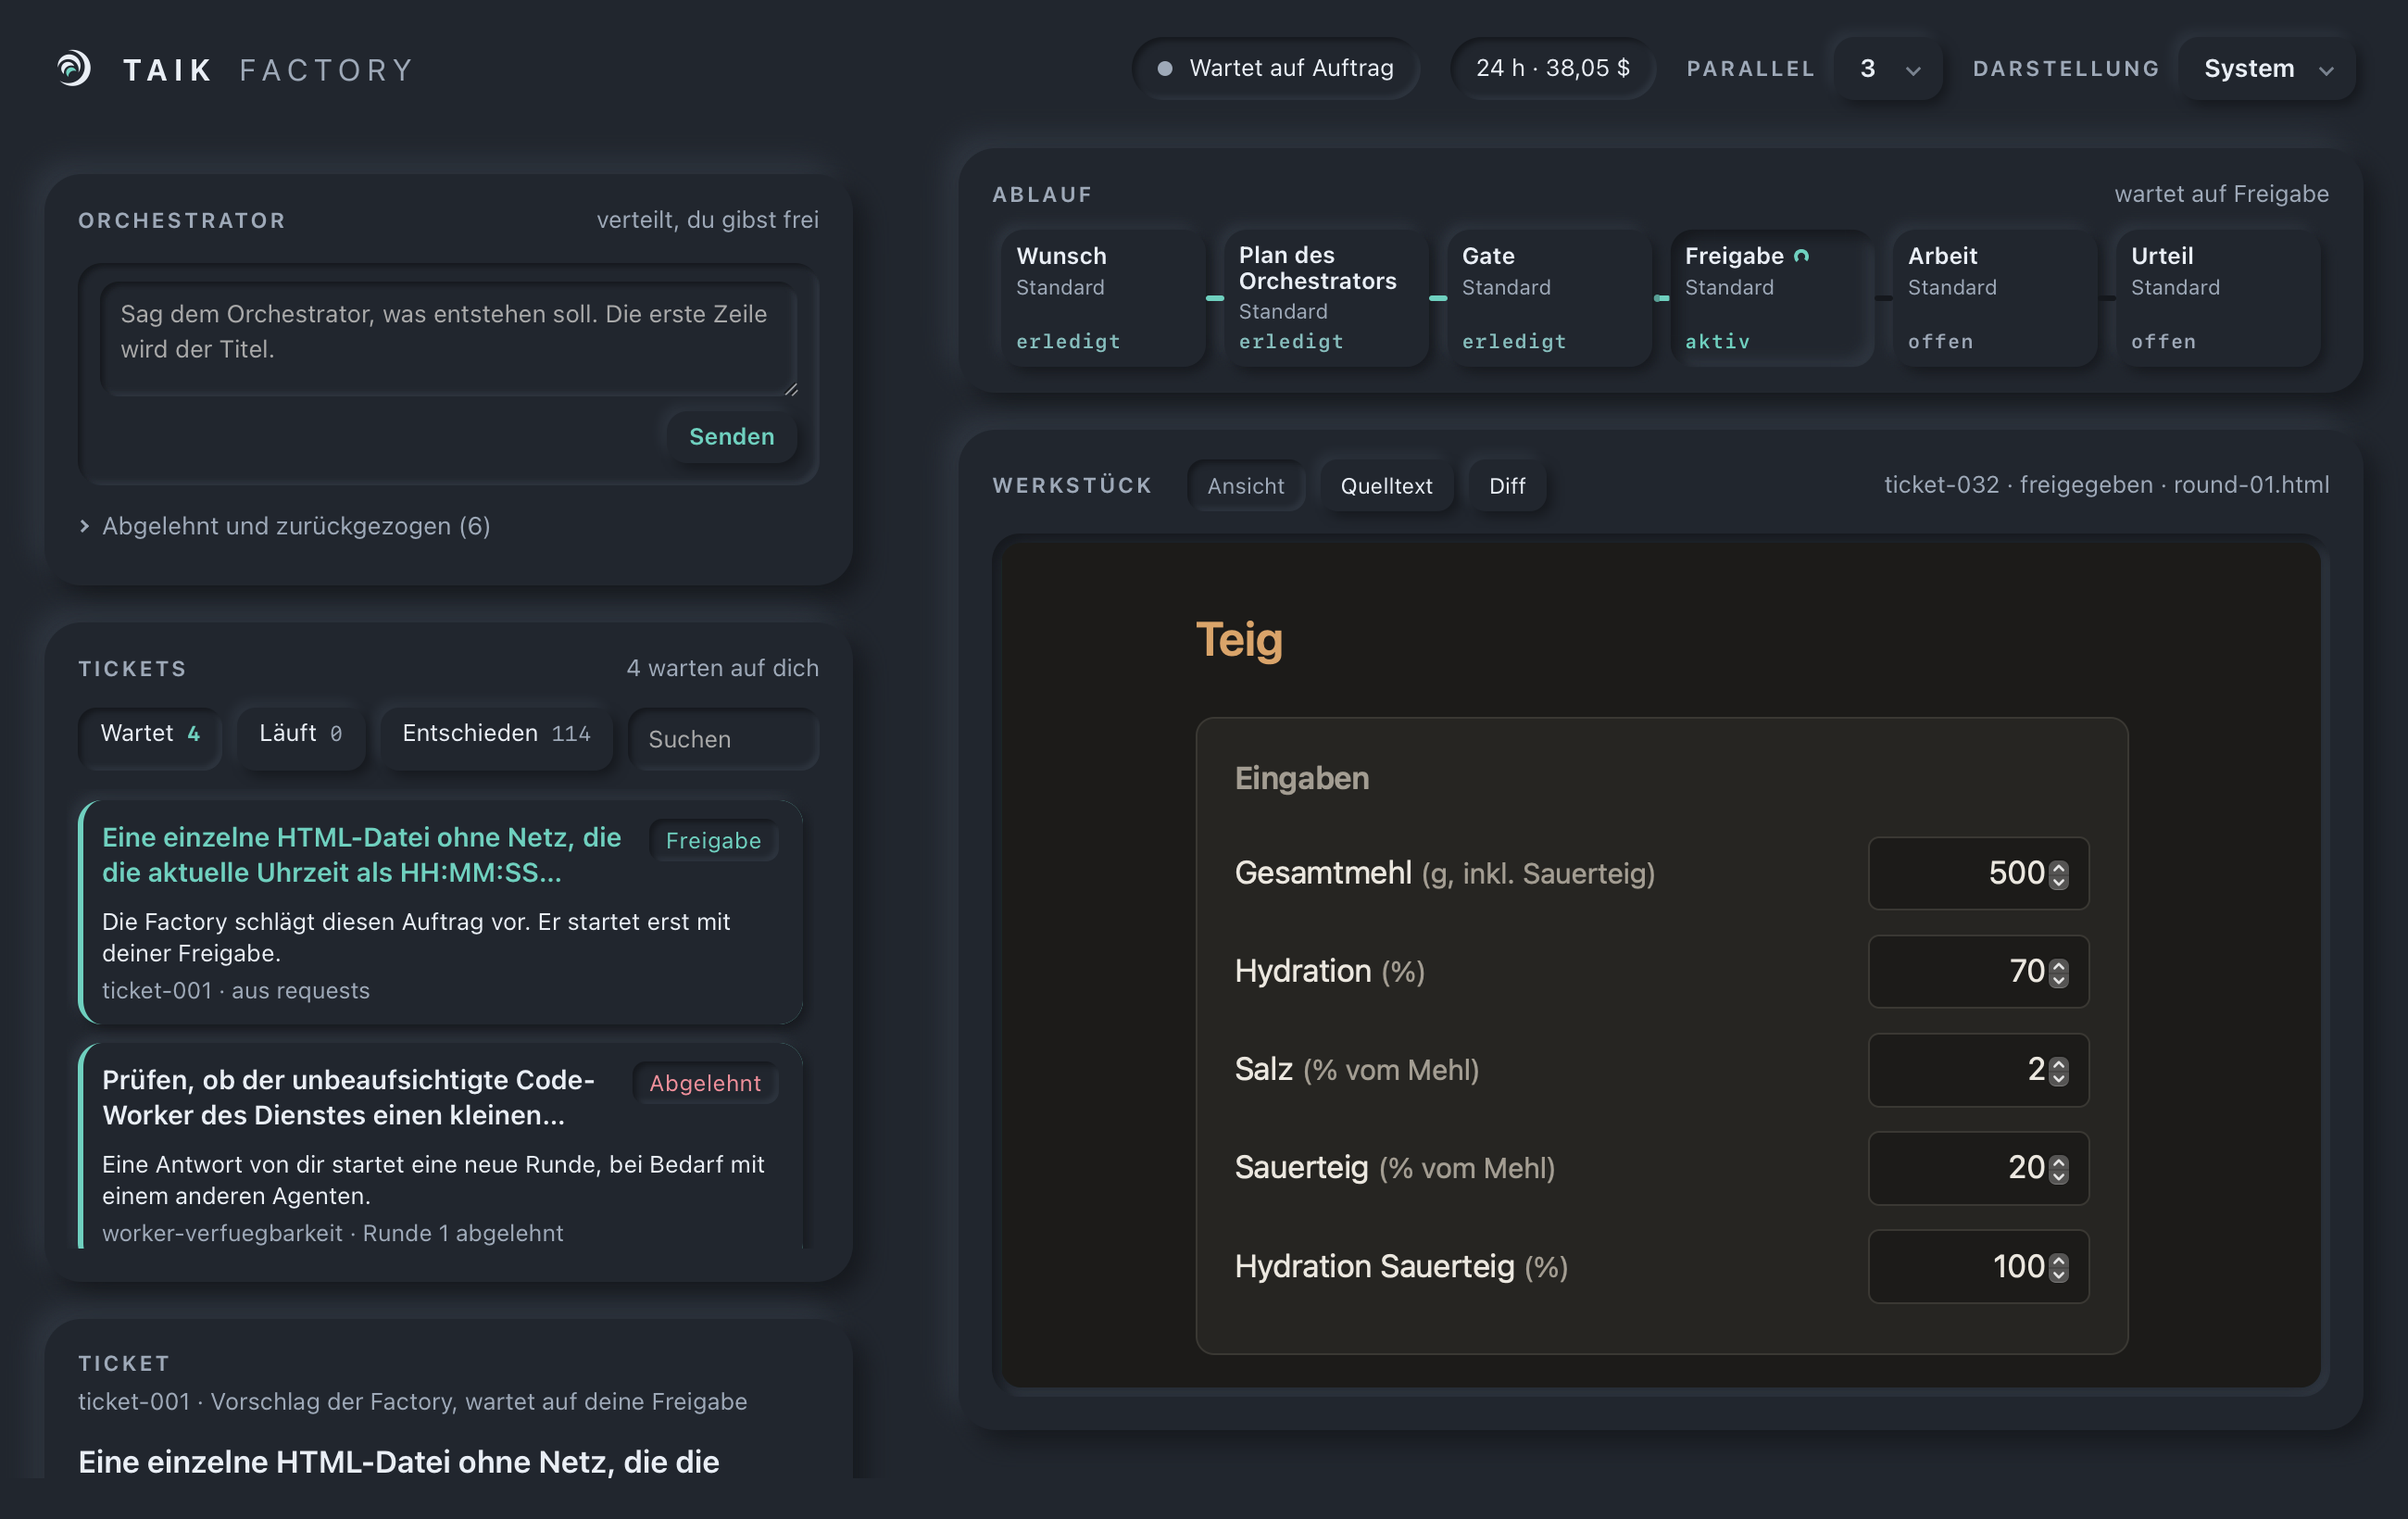 TAIK FACTORY
Wartet auf Auftrag
24 h · 38,05 $
PARALLEL
3
DARSTELLUNG
System
ORCHESTRATOR
verteilt, du gibst frei
Sag dem Orchestrator, was entstehen soll. Die erste Zeile
wird der Titel.
Senden
Abgelehnt und zurückgezogen (6)
TICKETS
4 warten auf dich
Wartet 4
Läuft 0
Entschieden 114
Suchen
Eine einzelne HTML-Datei ohne Netz, die
die aktuelle Uhrzeit als HH:MM:SS...
Freigabe
Die Factory schlägt diesen Auftrag vor. Er startet erst mit
deiner Freigabe.
ticket-001 · aus requests
Prüfen, ob der unbeaufsichtigte Code-
Worker des Dienstes einen kleinen...
Abgelehnt
Eine Antwort von dir startet eine neue Runde, bei Bedarf mit
einem anderen Agenten.
worker-verfuegbarkeit · Runde 1 abgelehnt
TICKET
ticket-001 · Vorschlag der Factory, wartet auf deine Freigabe
Eine einzelne HTML-Datei ohne Netz, die die
ABLAUF
wartet auf Freigabe
Wunsch
Standard
erledigt
Plan des
Orchestrators
Standard
erledigt
Gate
Standard
erledigt
Freigabe
Standard
aktiv
Arbeit
Standard
offen
Urteil
Standard
offen
WERKSTÜCK
Ansicht
Quelltext
Diff
ticket-032 · freigegeben · round-01.html
Teig
Eingaben
Gesamtmehl (g, inkl. Sauerteig)
500
Hydration (%)
70
Salz (% vom Mehl)
2
Sauerteig (% vom Mehl)
20
Hydration Sauerteig (%)
100